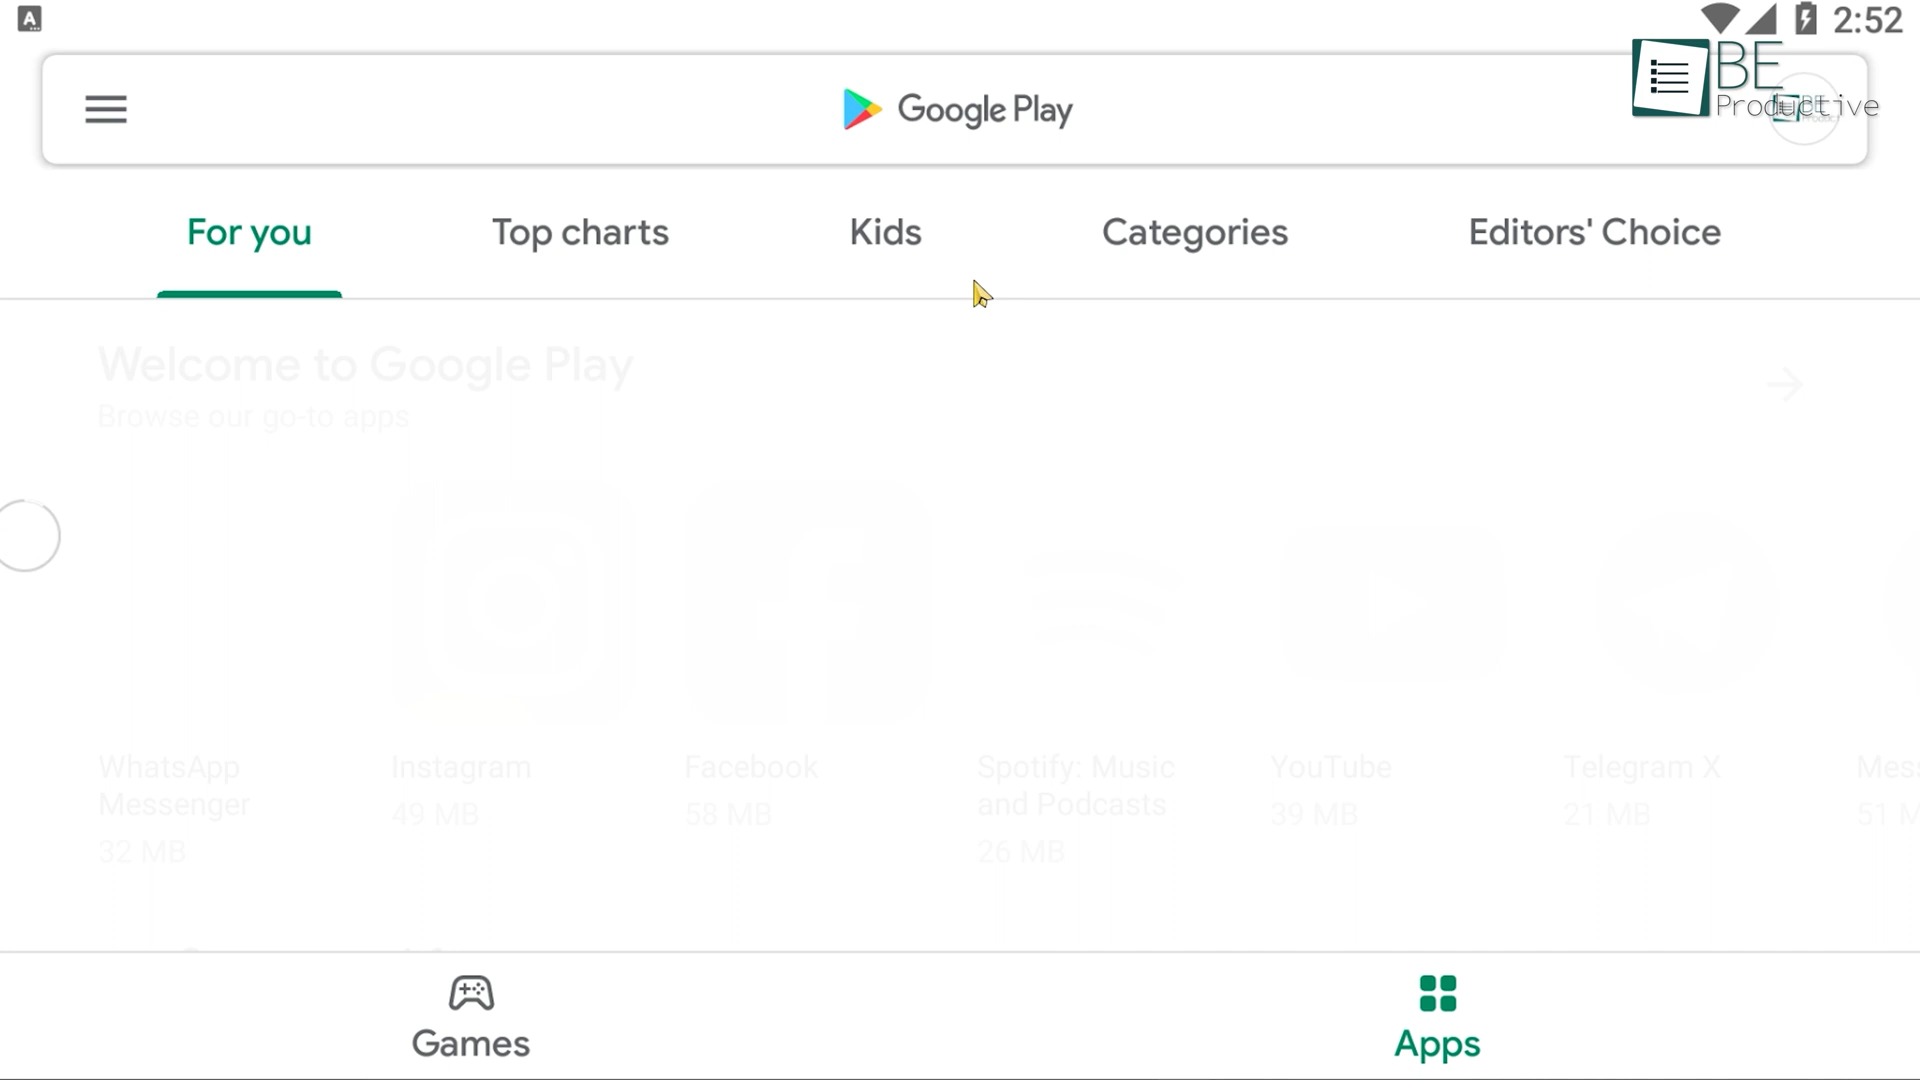 A
2:52
BE
Productive
Google Play
For you
Top charts
Kids
Categories
Editors' Choice
Welcome to Google Play
Browse our go-to apps
WhatsApp
Messenger
32 MB
Instagram
49 MB
Facebook
58 MB
Spotify: Music
and Podcasts
26 MB
YouTube
39 MB
Telegram X
21 MB
Mess
51 M
Games
Apps